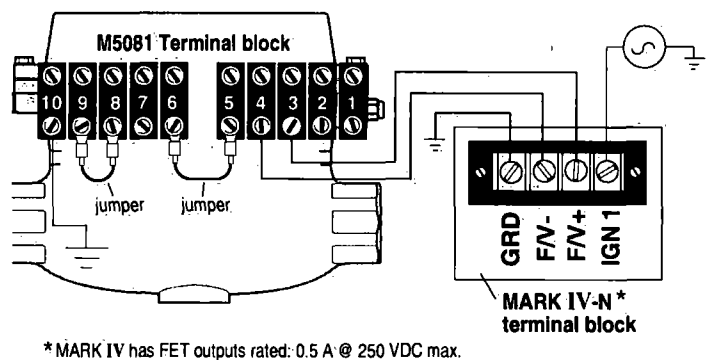 M5081 Terminal block
10 9 8 7 6 5 4 3 2 1
jumper jumper
GRD
F/V-
F/V+
IGN 1
MARK IV-N*
terminal block
* MARK IV has FET outputs rated: 0.5 A @ 250 VDC max.